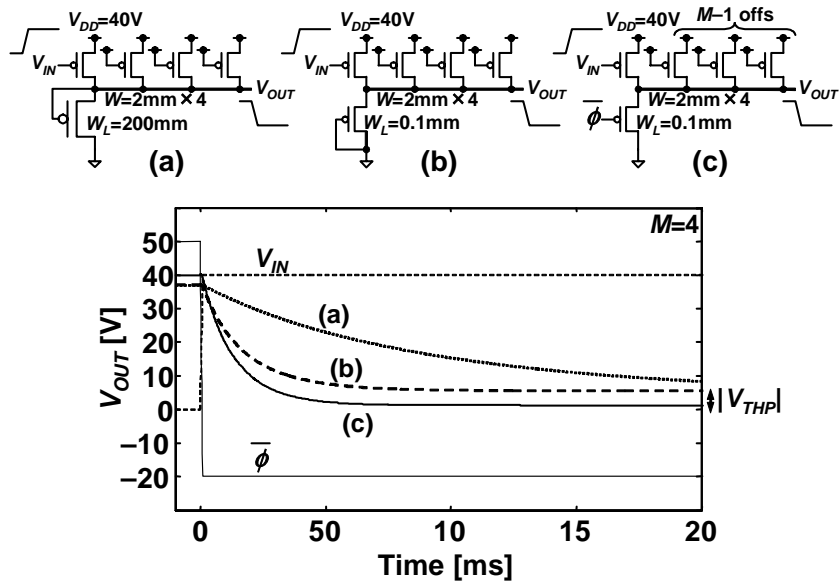 V_DD=40V
V_IN
V_OUT
W=2mm × 4
W_L=200mm
(a)
V_DD=40V
V_IN
V_OUT
W=2mm × 4
W_L=0.1mm
(b)
V_DD=40V
M–1 offs
V_IN
V_OUT
W=2mm × 4
ϕ̅
W_L=0.1mm
(c)
M=4
V_OUT [V]
50
40
30
20
10
0
–10
–20
V_IN
(a)
(b)
(c)
ϕ̅
|V_THP|
0
50
10
15
20
Time [ms]